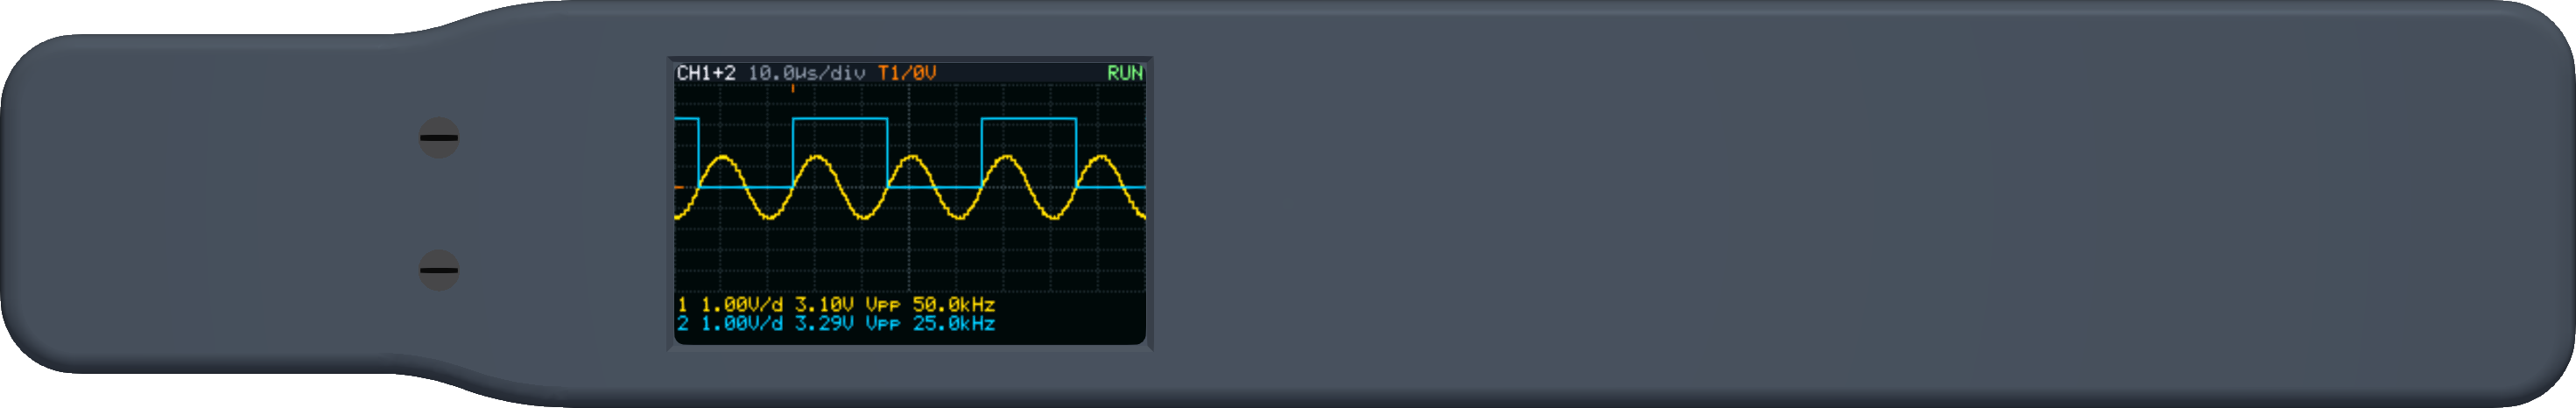 CH1+2 10.0µs/div T1/0V RUN
1 1.00V/d 3.10V Vpp 50.0kHz
2 1.00V/d 3.29V Vpp 25.0kHz